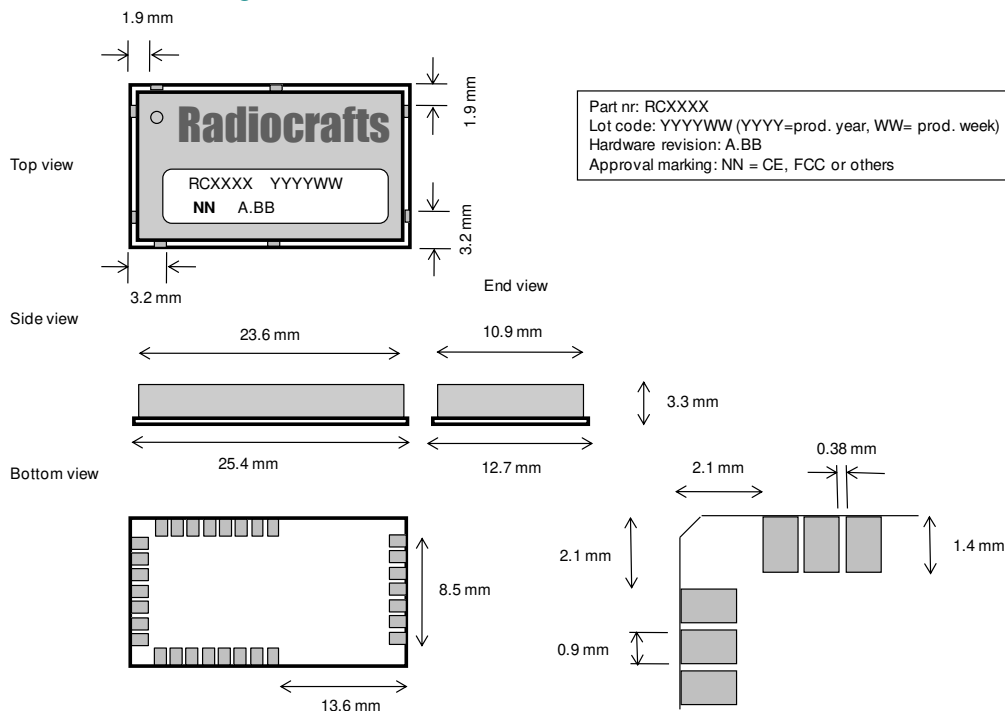 1.9 mm
1.9 mm
Radiocrafts
Part nr: RCXXXX
Lot code: YYYYWW (YYYY=prod. year, WW= prod. week)
Hardware revision: A.BB
Approval marking: NN = CE, FCC or others
Top view
RCXXXX YYYYWW
NN A.BB
3.2 mm
3.2 mm
End view
Side view
23.6 mm
10.9 mm
3.3 mm
25.4 mm
12.7 mm
Bottom view
0.38 mm
2.1 mm
2.1 mm
1.4 mm
8.5 mm
0.9 mm
13.6 mm